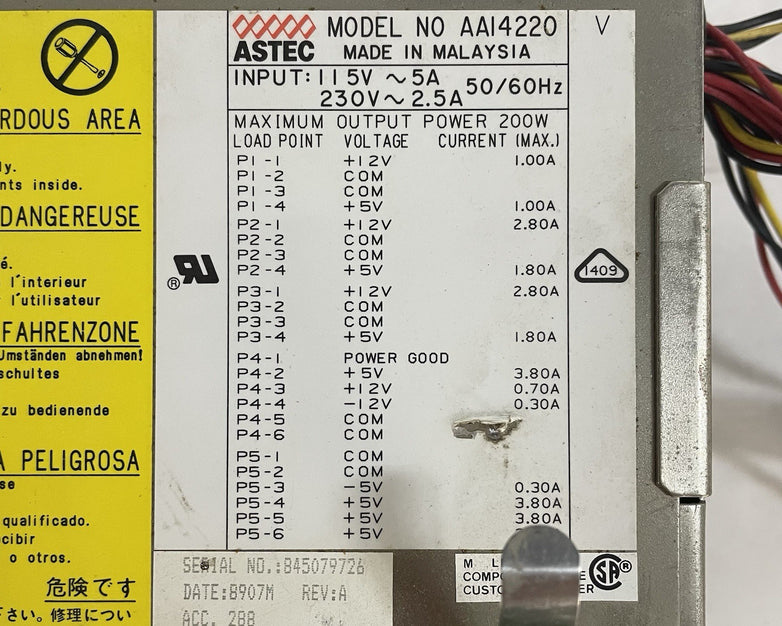 RDOUS AREA
ly.
nts inside.
DANGEREUSE
é.
l'interieur
l'utilisateur
FAHRENZONE
Umständen abnehmen!
schultes
zu bedienende
A PELIGROSA
se
qualificado.
cibir
o otros.
危険です
さい。修理につい
ASTEC
MODEL NO AA14220
MADE IN MALAYSIA
V
INPUT: 115V ~ 5A
230V ~ 2.5A 50/60Hz
MAXIMUM OUTPUT POWER 200W
LOAD POINT VOLTAGE CURRENT (MAX.)
P1-1 +12V 1.00A
P1-2 COM
P1-3 COM
P1-4 +5V 1.00A
P2-1 +12V 2.80A
P2-2 COM
P2-3 COM
P2-4 +5V 1.80A
P3-1 +12V 2.80A
P3-2 COM
P3-3 COM
P3-4 +5V 1.80A
P4-1 POWER GOOD
P4-2 +5V 3.80A
P4-3 +12V 0.70A
P4-4 -12V 0.30A
P4-5 COM
P4-6 COM
P5-1 COM
P5-2 COM
P5-3 -5V 0.30A
P5-4 +5V 3.80A
P5-5 +5V 3.80A
P5-6 +5V
RU®
1409
SERIAL NO.:845079726
DATE:8907M REV:A
ACC. 288
SA®